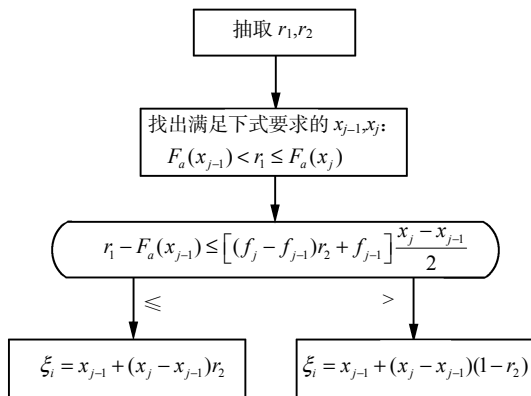 抽取 r₁,r₂
找出满足下式要求的 xⱼ₋₁,xⱼ：
Fₐ(xⱼ₋₁) < r₁ ≤ Fₐ(xⱼ)
r₁ − Fₐ(xⱼ₋₁) ≤ [(fⱼ − fⱼ₋₁)r₂ + fⱼ₋₁] (xⱼ − xⱼ₋₁)/2
≤ >
ξᵢ = xⱼ₋₁ + (xⱼ − xⱼ₋₁)r₂
ξᵢ = xⱼ₋₁ + (xⱼ − xⱼ₋₁)(1 − r₂)